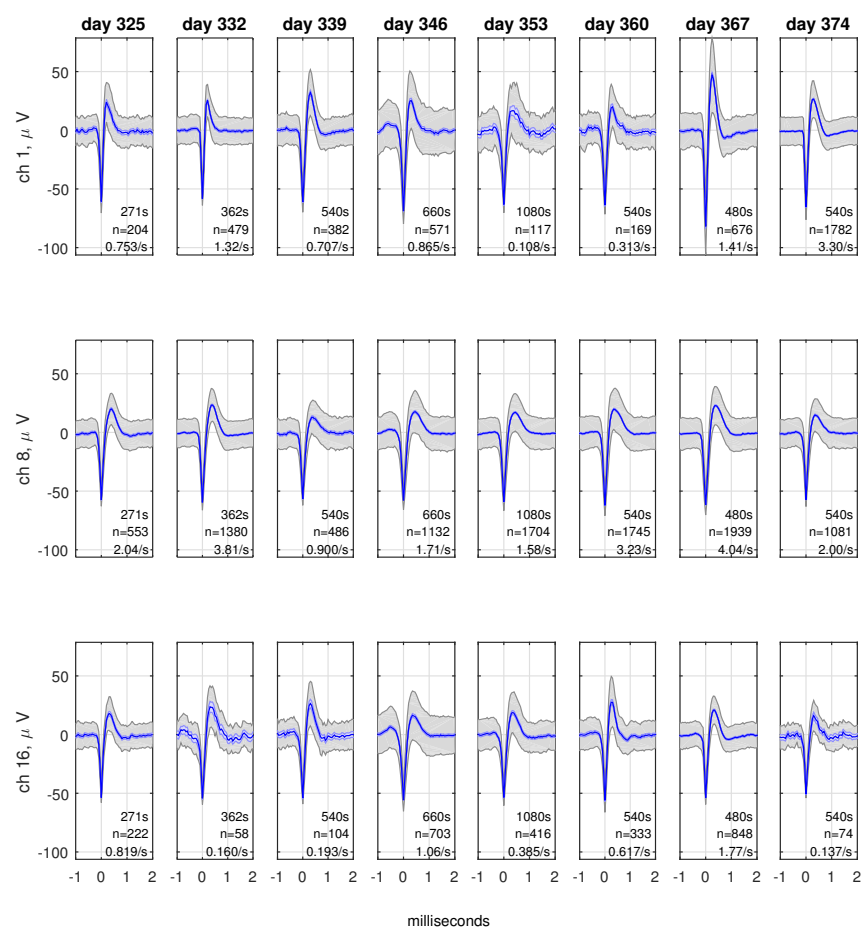 day 325 day 332 day 339 day 346 day 353 day 360 day 367 day 374
50
0
-50
-100
ch 1, μ V
271s 362s 540s 660s 1080s 540s 480s 540s
n=204 n=479 n=382 n=571 n=117 n=169 n=676 n=1782
0.753/s 1.32/s 0.707/s 0.865/s 0.108/s 0.313/s 1.41/s 3.30/s
50
0
-50
-100
ch 8, μ V
271s 362s 540s 660s 1080s 540s 480s 540s
n=553 n=1380 n=486 n=1132 n=1704 n=1745 n=1939 n=1081
2.04/s 3.81/s 0.900/s 1.71/s 1.58/s 3.23/s 4.04/s 2.00/s
50
0
-50
-100
ch 16, μ V
271s 362s 540s 660s 1080s 540s 480s 540s
n=222 n=58 n=104 n=703 n=416 n=333 n=848 n=74
0.819/s 0.160/s 0.193/s 1.06/s 0.385/s 0.617/s 1.77/s 0.137/s
-1 0 1 2 -1 0 1 2 -1 0 1 2 -1 0 1 2 -1 0 1 2 -1 0 1 2 -1 0 1 2 -1 0 1 2
milliseconds